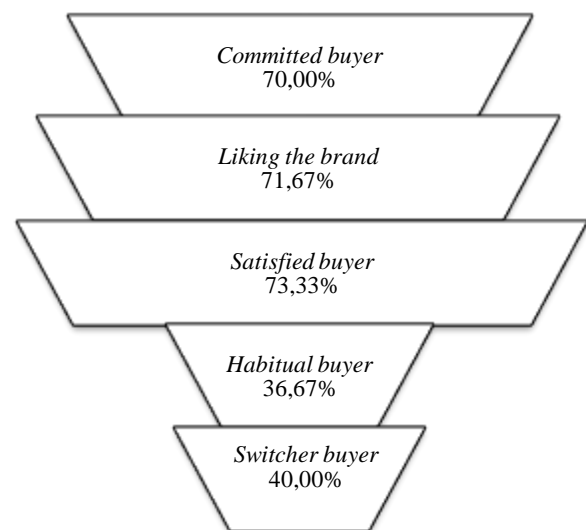 Committed buyer
70,00%
Liking the brand
71,67%
Satisfied buyer
73,33%
Habitual buyer
36,67%
Switcher buyer
40,00%